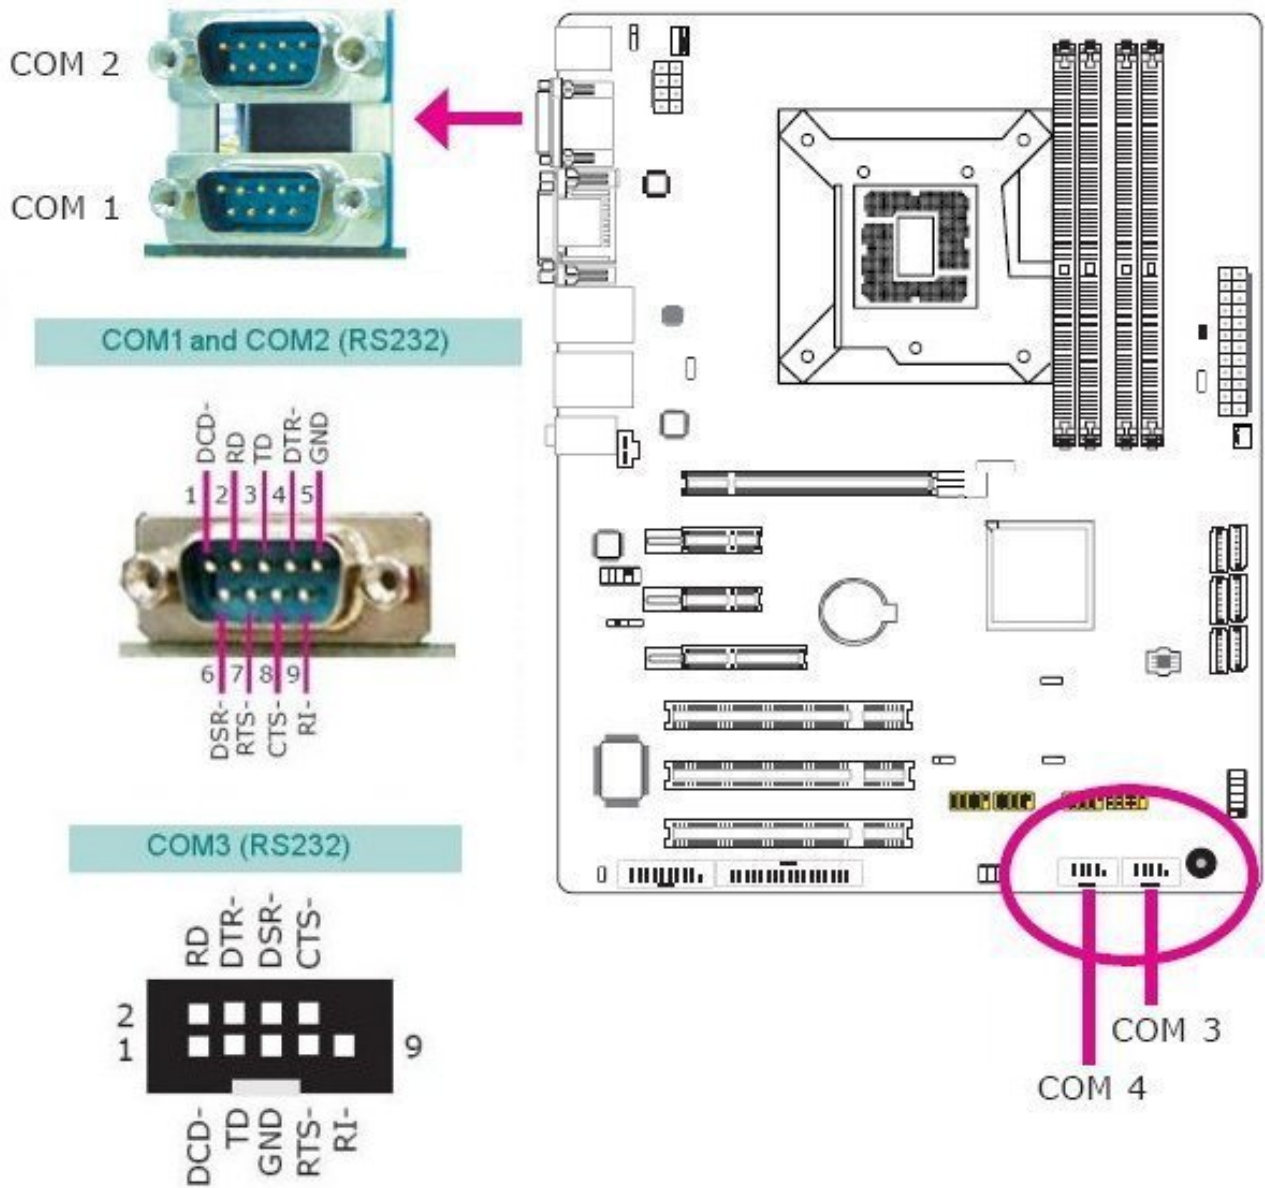 COM 2
COM 1
COM1 and COM2 (RS232)
DCD-
RD
TD
DTR-
GND
1 2 3 4 5
6 7 8 9
DSR-
RTS-
CTS-
RI-
COM3 (RS232)
RD
DTR-
DSR-
CTS-
2
1
9
DCD-
TD
GND
RTS-
RI-
COM 3
COM 4